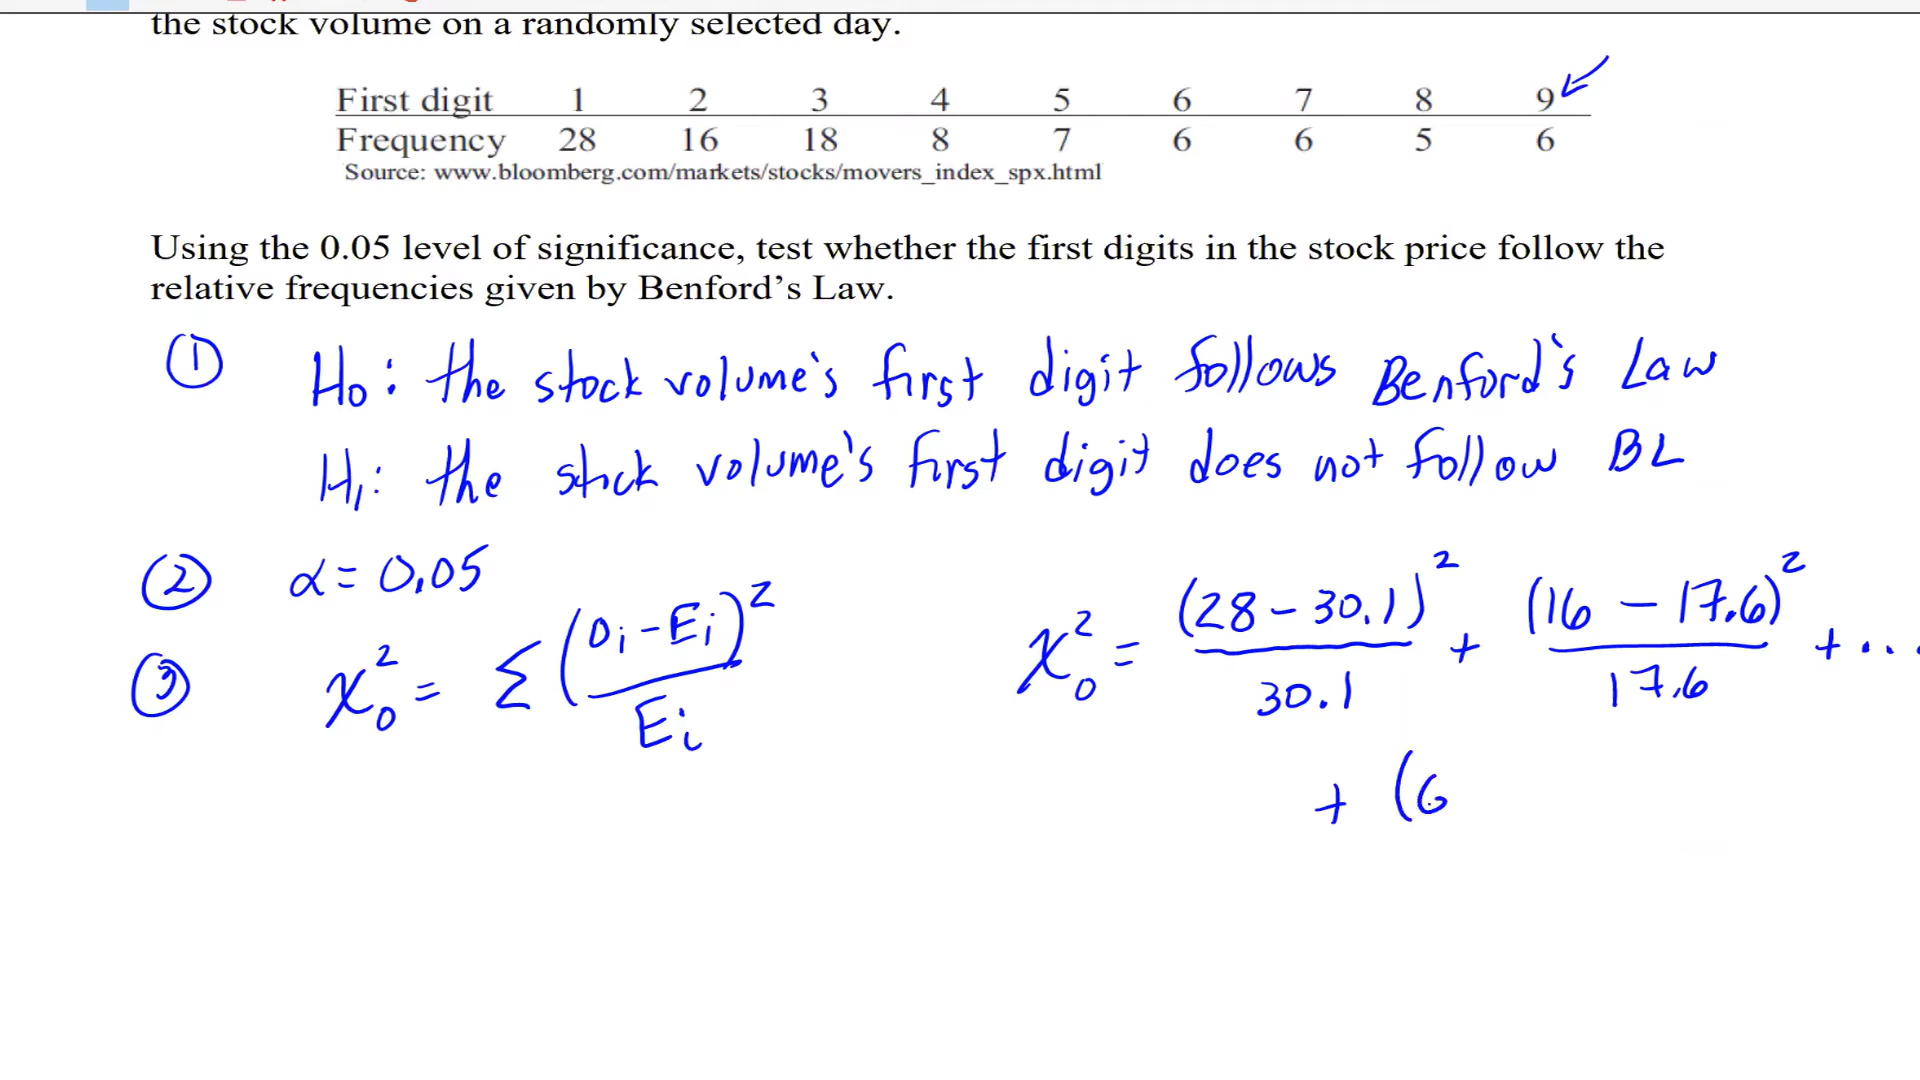 the stock volume on a randomly selected day.
First digit 1 2 3 4 5 6 7 8 9
Frequency 28 16 18 8 7 6 6 5 6
Source: www.bloomberg.com/markets/stocks/movers_index_spx.html
Using the 0.05 level of significance, test whether the first digits in the stock price follow the
relative frequencies given by Benford’s Law.
① H₀: the stock volume's first digit follows Benford's Law
H₁: the stock volume's first digit does not follow BL
② α = 0.05
③ χ₀² = Σ (Oᵢ - Eᵢ)² / Eᵢ
χ₀² = (28 - 30.1)² / 30.1 + (16 - 17.6)² / 17.6 + ...
+ (6